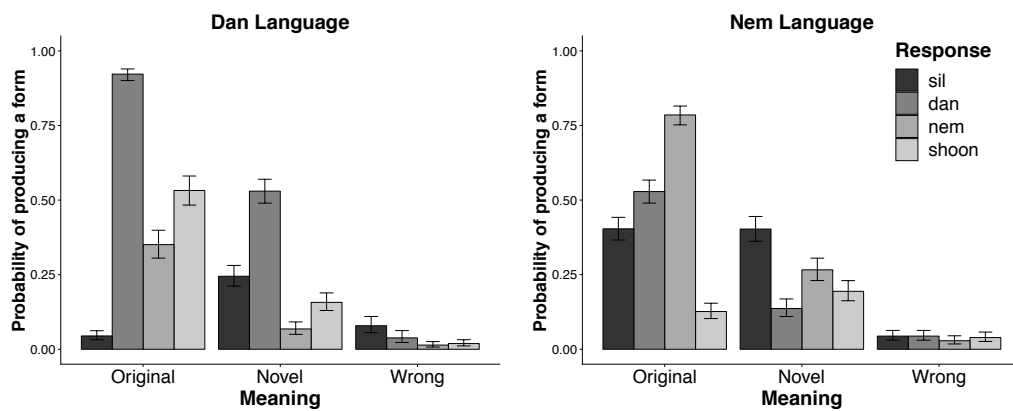 Dan Language
Probability of producing a form
1.00
0.75
0.50
0.25
0.00
Original Novel Wrong
Meaning
Nem Language
Probability of producing a form
1.00
0.75
0.50
0.25
0.00
Original Novel Wrong
Meaning
Response
sil
dan
nem
shoon